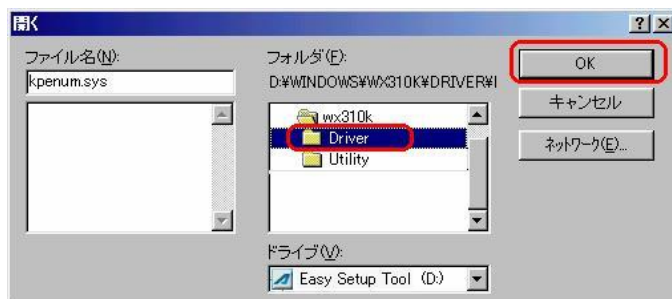 開く
ファイル名(N):
kpenum.sys
フォルダ(F):
D:¥WINDOWS¥WX310K¥DRIVER¥I
wx310k
Driver
Utility
ドライブ(V):
Easy Setup Tool (D:)
OK
キャンセル
ネットワーク(E)...